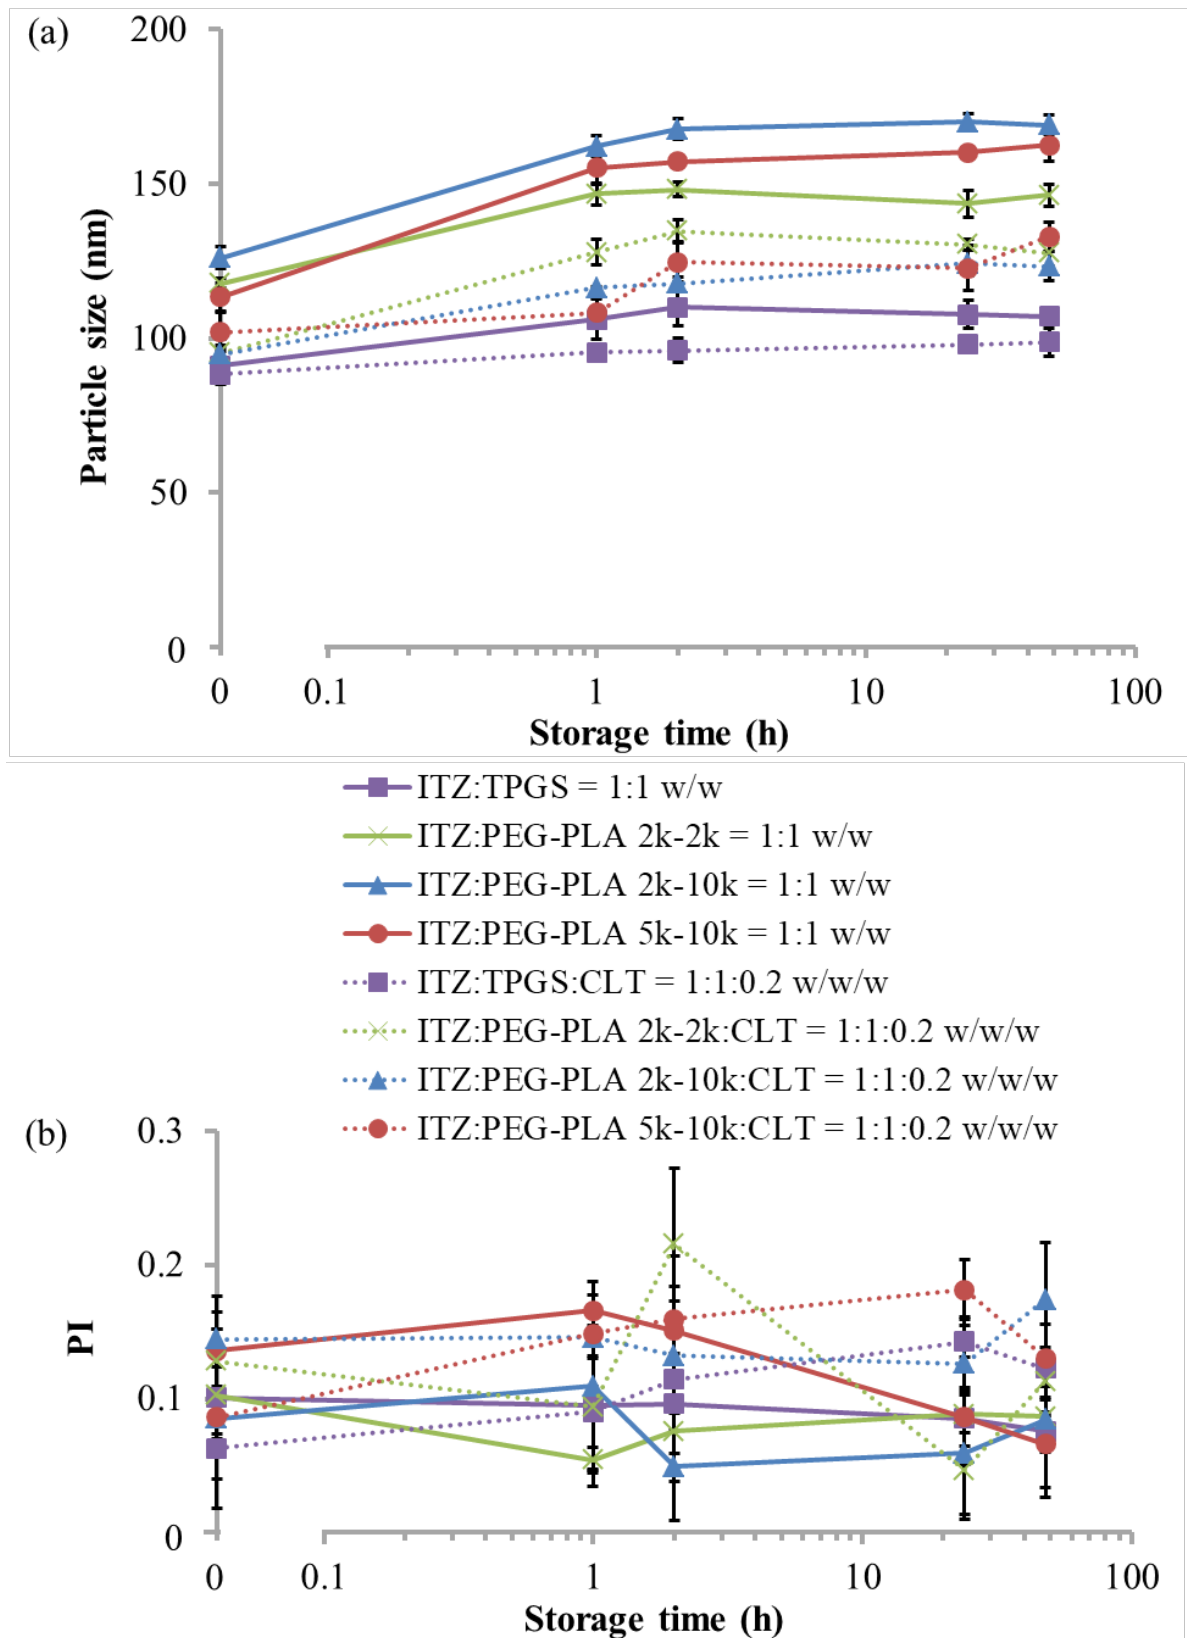 (a)
200
150
100
50
0
Particle size (nm)
0 0.1 1 10 100
Storage time (h)
ITZ:TPGS = 1:1 w/w
ITZ:PEG-PLA 2k-2k = 1:1 w/w
ITZ:PEG-PLA 2k-10k = 1:1 w/w
ITZ:PEG-PLA 5k-10k = 1:1 w/w
ITZ:TPGS:CLT = 1:1:0.2 w/w/w
ITZ:PEG-PLA 2k-2k:CLT = 1:1:0.2 w/w/w
ITZ:PEG-PLA 2k-10k:CLT = 1:1:0.2 w/w/w
ITZ:PEG-PLA 5k-10k:CLT = 1:1:0.2 w/w/w
(b)
0.3
0.2
0.1
0
PI
0 0.1 1 10 100
Storage time (h)